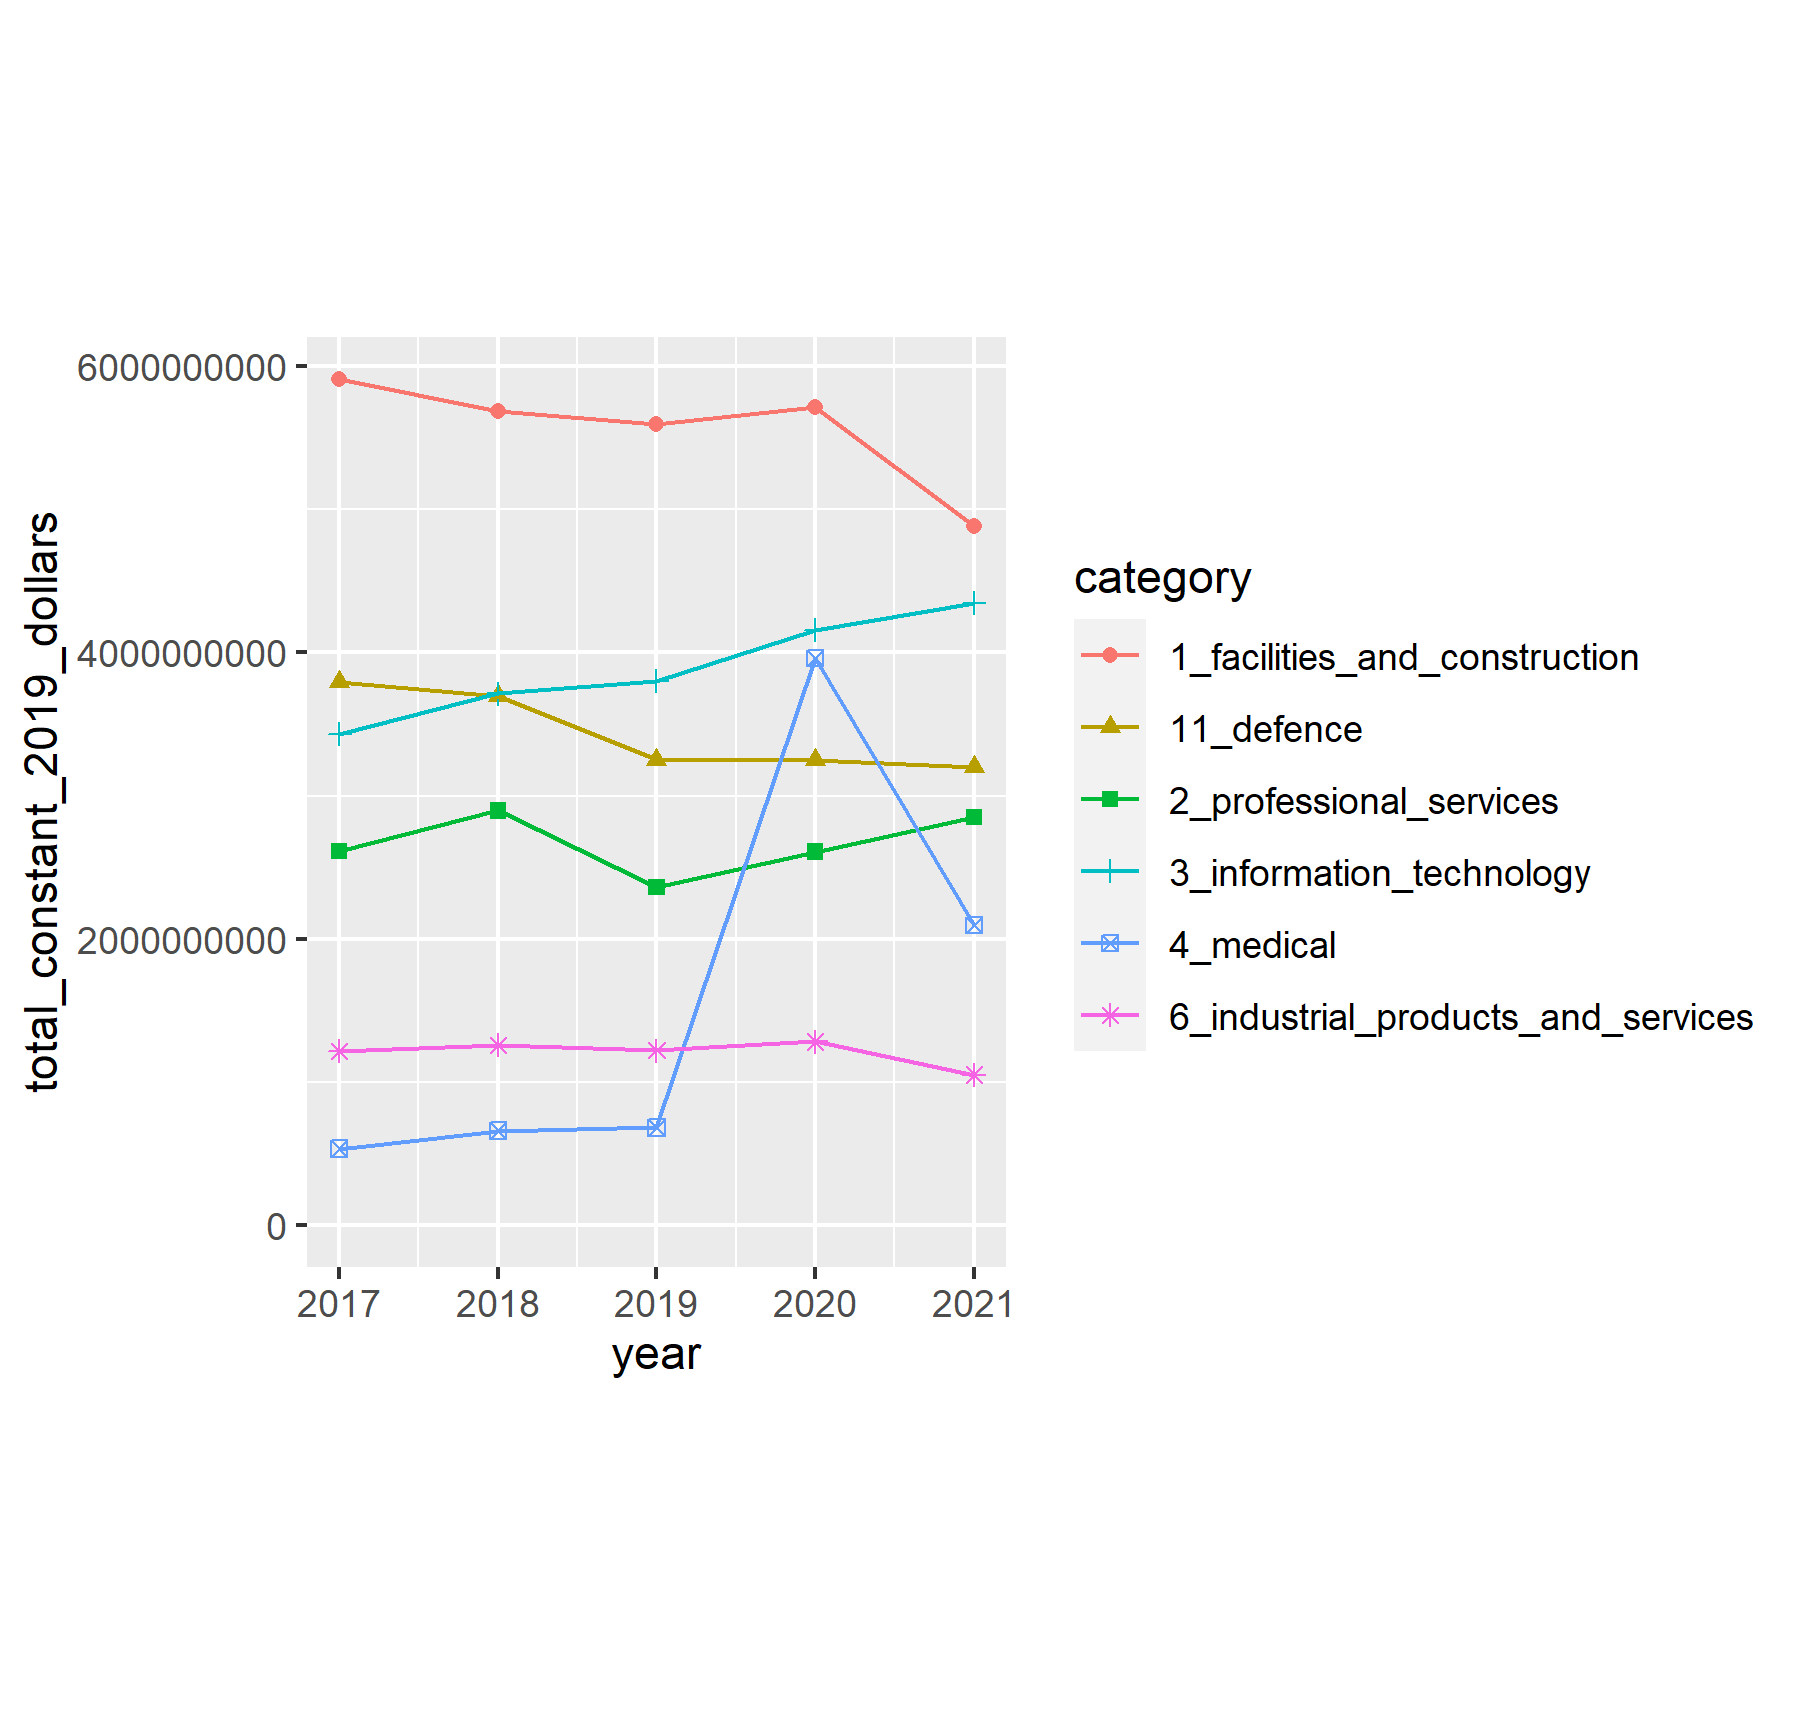 total_constant_2019_dollars
6000000000
4000000000
2000000000
0
2017 2018 2019 2020 2021
year
category
1_facilities_and_construction
11_defence
2_professional_services
3_information_technology
4_medical
6_industrial_products_and_services